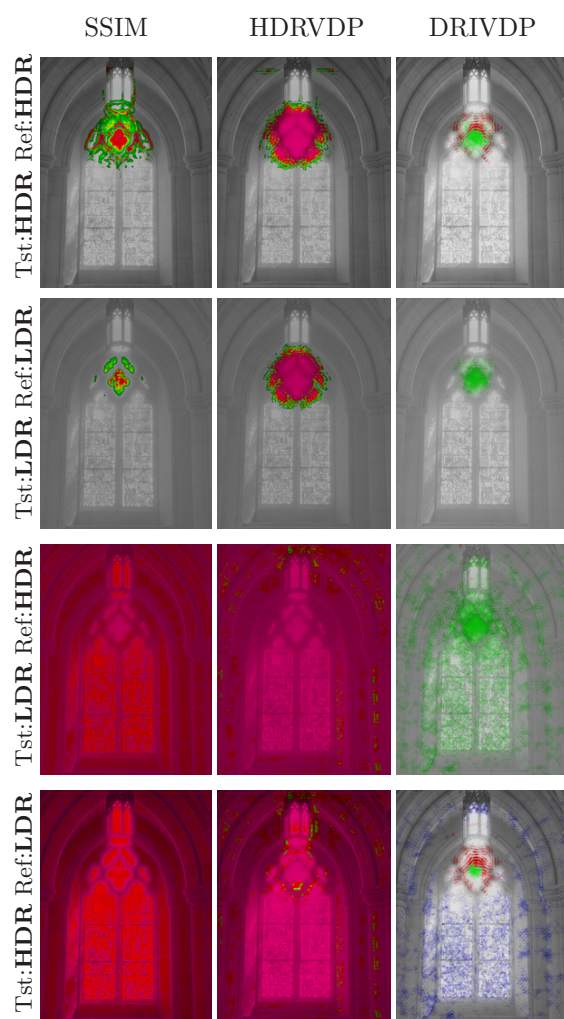 SSIM HDRVDP DRIVDP
Tst:HDR Ref:HDR
Tst:LDR Ref:LDR
Tst:LDR Ref:HDR
Tst:HDR Ref:LDR